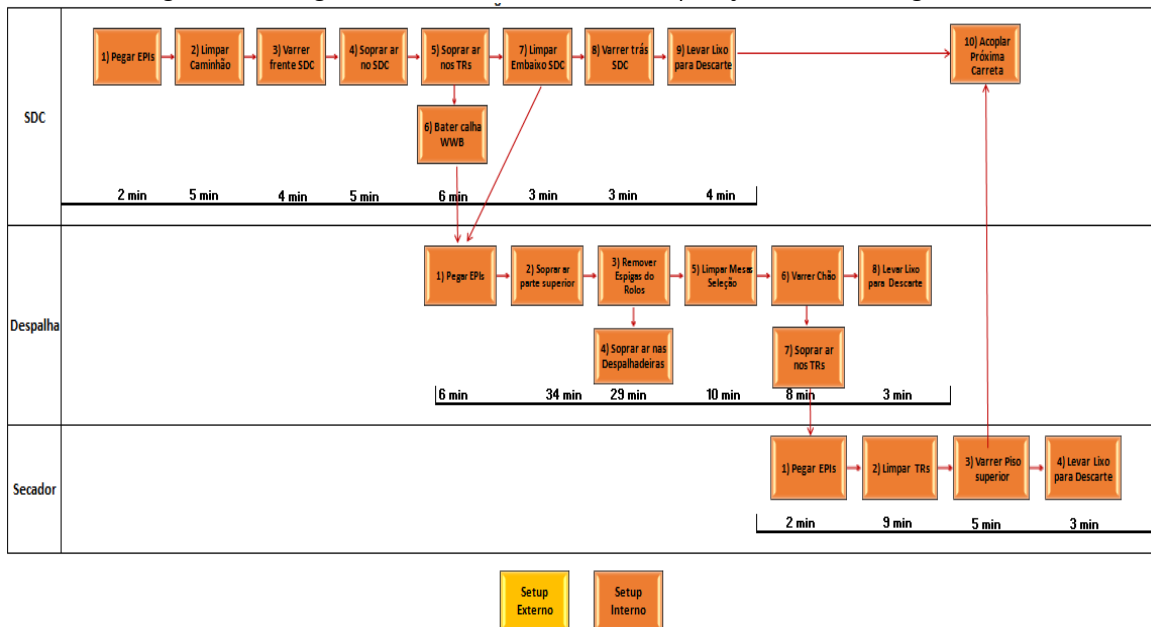 SDC
1) Pegar EPIs
2) Limpar
Caminhão
3) Varrer
frente SDC
4) Soprar ar
no SDC
5) Soprar ar
nos TRs
7) Limpar
Embaixo SDC
8) Varrer trás
SDC
9) Levar Lixo
para Descarte
10) Acoplar
Próxima
Carreta
6) Bater calha
WWB
2 min
5 min
4 min
5 min
6 min
3 min
3 min
4 min
Despalha
1) Pegar EPIs
2) Soprar ar
parte superior
3) Remover
Espigas do
Rolos
5) Limpar Mesas
Seleção
6) Varrer Chão
8) Levar Lixo
para Descarte
4) Soprar ar nas
Despalhadeiras
7) Soprar ar
nos TRs
6 min
34 min
29 min
10 min
8 min
3 min
Secador
1) Pegar EPIs
2) Limpar TRs
3) Varrer Piso
superior
4) Levar Lixo
para Descarte
2 min
9 min
5 min
3 min
Setup
Externo
Setup
Interno